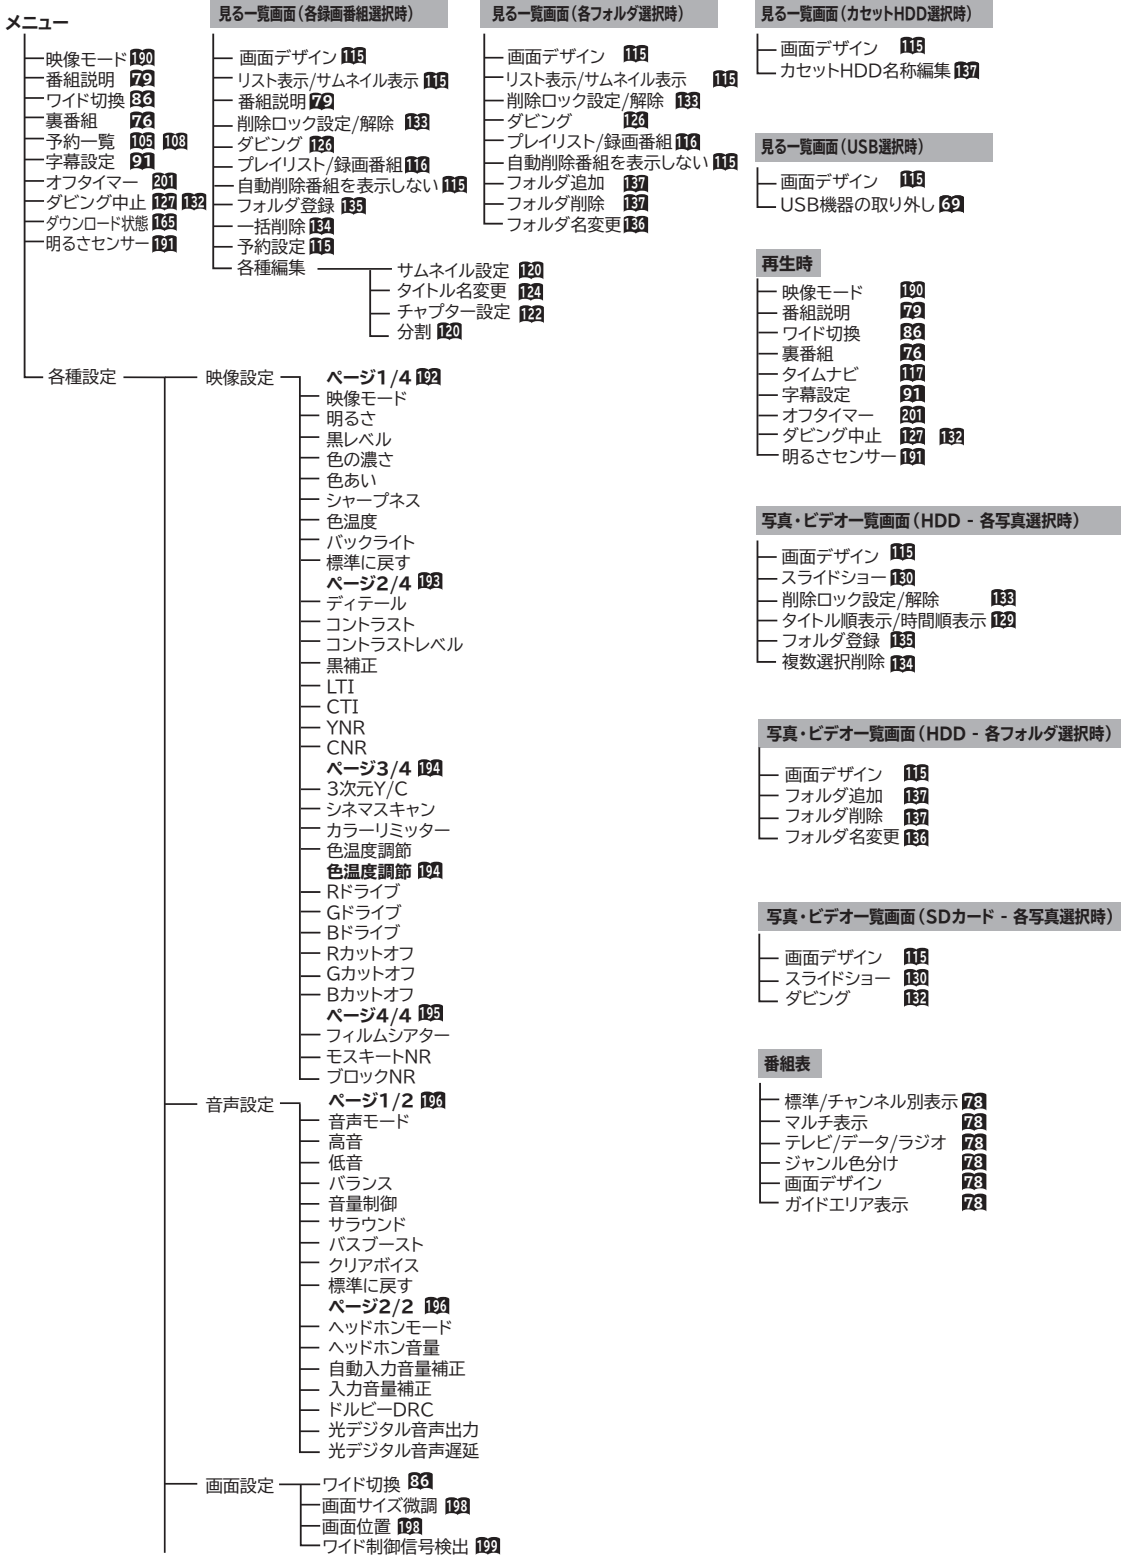 メニュー
映像モード 190
番組説明 79
ワイド切換 86
裏番組 76
予約一覧 105 108
字幕設定 91
オフタイマー 201
ダビング中止 127 132
ダウンロード状態 165
明るさセンサー 191
見る一覧画面(各録画番組選択時)
画面デザイン 115
リスト表示/サムネイル表示 115
番組説明 79
削除ロック設定/解除 133
ダビング 126
プレイリスト/録画番組 116
自動削除番組を表示しない 115
フォルダ登録 135
一括削除 134
予約設定 115
各種編集
サムネイル設定 120
タイトル名変更 124
チャプター設定 122
分割 120
見る一覧画面(各フォルダ選択時)
画面デザイン 115
リスト表示/サムネイル表示 115
削除ロック設定/解除 133
ダビング 126
プレイリスト/録画番組 116
自動削除番組を表示しない 115
フォルダ追加 137
フォルダ削除 137
フォルダ名変更 136
見る一覧画面(カセットHDD選択時)
画面デザイン 115
カセットHDD名称編集 137
見る一覧画面(USB選択時)
画面デザイン 115
USB機器の取り外し 69
再生時
映像モード 190
番組説明 79
ワイド切換 86
裏番組 76
タイムナビ 117
字幕設定 91
オフタイマー 201
ダビング中止 127 132
明るさセンサー 191
写真・ビデオ一覧画面(HDD - 各写真選択時)
画面デザイン 115
スライドショー 130
削除ロック設定/解除 133
タイトル順表示/時間順表示 129
フォルダ登録 135
複数選択削除 134
写真・ビデオ一覧画面(HDD - 各フォルダ選択時)
画面デザイン 115
フォルダ追加 137
フォルダ削除 137
フォルダ名変更 136
写真・ビデオ一覧画面(SDカード - 各写真選択時)
画面デザイン 115
スライドショー 130
ダビング 132
番組表
標準/チャンネル別表示 78
マルチ表示 78
テレビ/データ/ラジオ 78
ジャンル色分け 78
画面デザイン 78
ガイドエリア表示 78
各種設定
映像設定
ページ1/4 192
映像モード
明るさ
黒レベル
色の濃さ
色あい
シャープネス
色温度
バックライト
標準に戻す
ページ2/4 193
ディテール
コントラスト
コントラストレベル
黒補正
LTI
CTI
YNR
CNR
ページ3/4 194
3次元Y/C
シネマスキャン
カラーリミッター
色温度調節
色温度調節 194
Rドライブ
Gドライブ
Bドライブ
Rカットオフ
Gカットオフ
Bカットオフ
ページ4/4 195
フィルムシアター
モスキートNR
ブロックNR
音声設定
ページ1/2 196
音声モード
高音
低音
バランス
音量制御
サラウンド
バスブースト
クリアボイス
標準に戻す
ページ2/2 196
ヘッドホンモード
ヘッドホン音量
自動入力音量補正
入力音量補正
ドルビーDRC
光デジタル音声出力
光デジタル音声遅延
画面設定
ワイド切換 86
画面サイズ微調 198
画面位置 198
ワイド制御信号検出 199